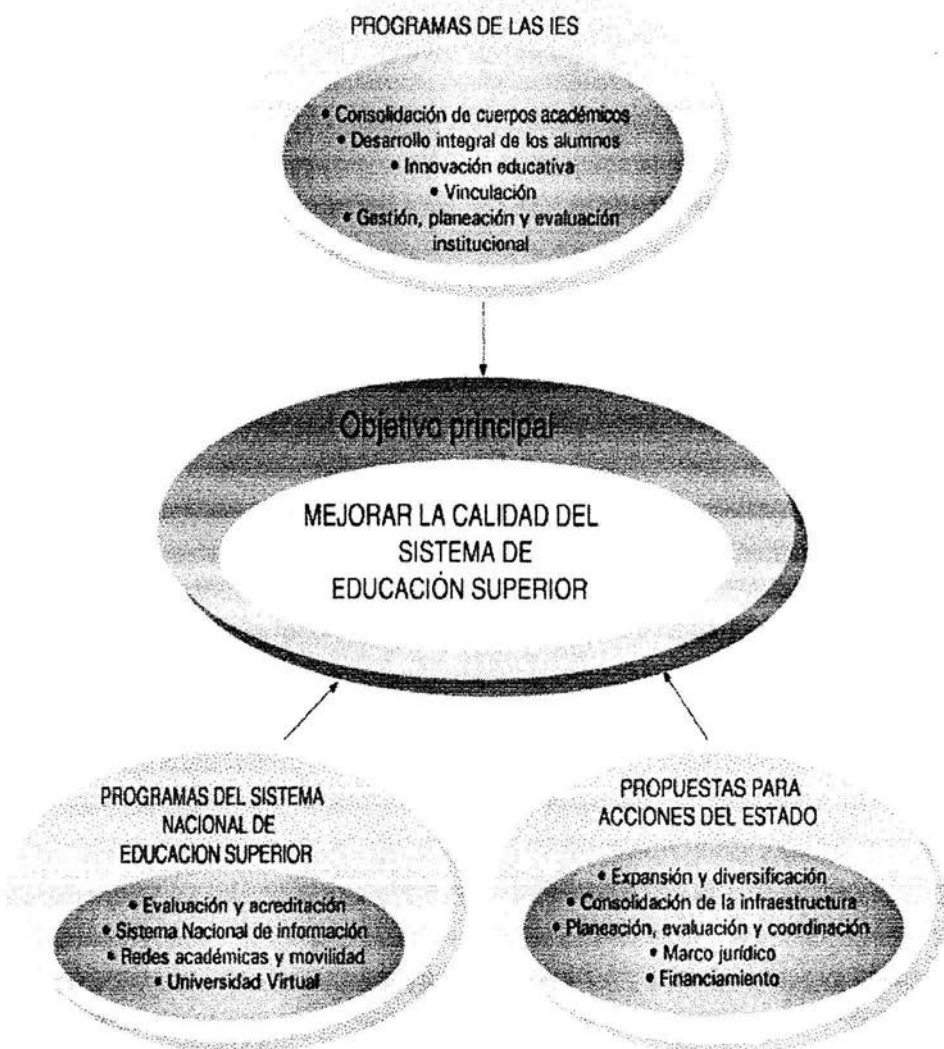 PROGRAMAS DE LAS IES
• Consolidación de cuerpos académicos
• Desarrollo integral de los alumnos
• Innovación educativa
• Vinculación
• Gestión, planeación y evaluación
institucional
Objetivo principal
MEJORAR LA CALIDAD DEL
SISTEMA DE
EDUCACIÓN SUPERIOR
PROGRAMAS DEL SISTEMA
NACIONAL DE
EDUCACION SUPERIOR
• Evaluación y acreditación
• Sistema Nacional de información
• Redes académicas y movilidad
• Universidad Virtual
PROPUESTAS PARA
ACCIONES DEL ESTADO
• Expansión y diversificación
• Consolidación de la infraestructura
• Planeación, evaluación y coordinación
• Marco jurídico
• Financiamiento